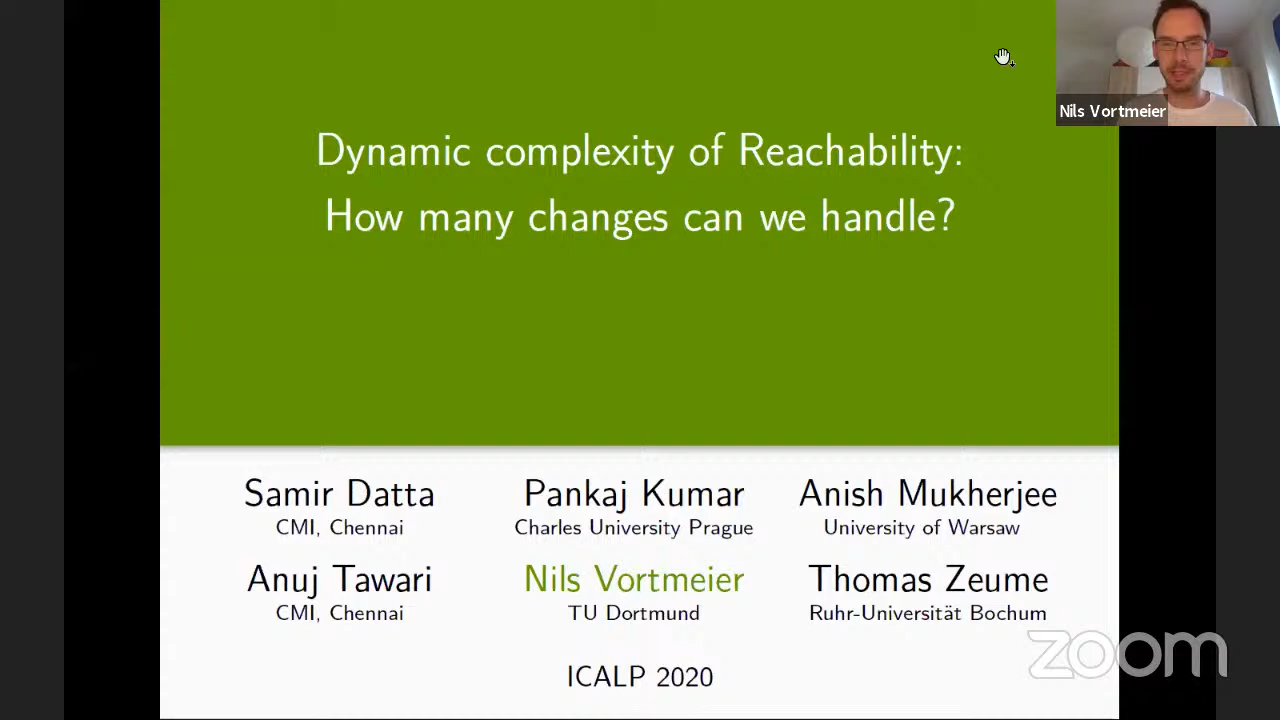 Nils Vortmeier
Dynamic complexity of Reachability:
How many changes can we handle?
Samir Datta
CMI, Chennai
Pankaj Kumar
Charles University Prague
Anish Mukherjee
University of Warsaw
Anuj Tawari
CMI, Chennai
Nils Vortmeier
TU Dortmund
Thomas Zeume
Ruhr-Universität Bochum
ICALP 2020
zoom